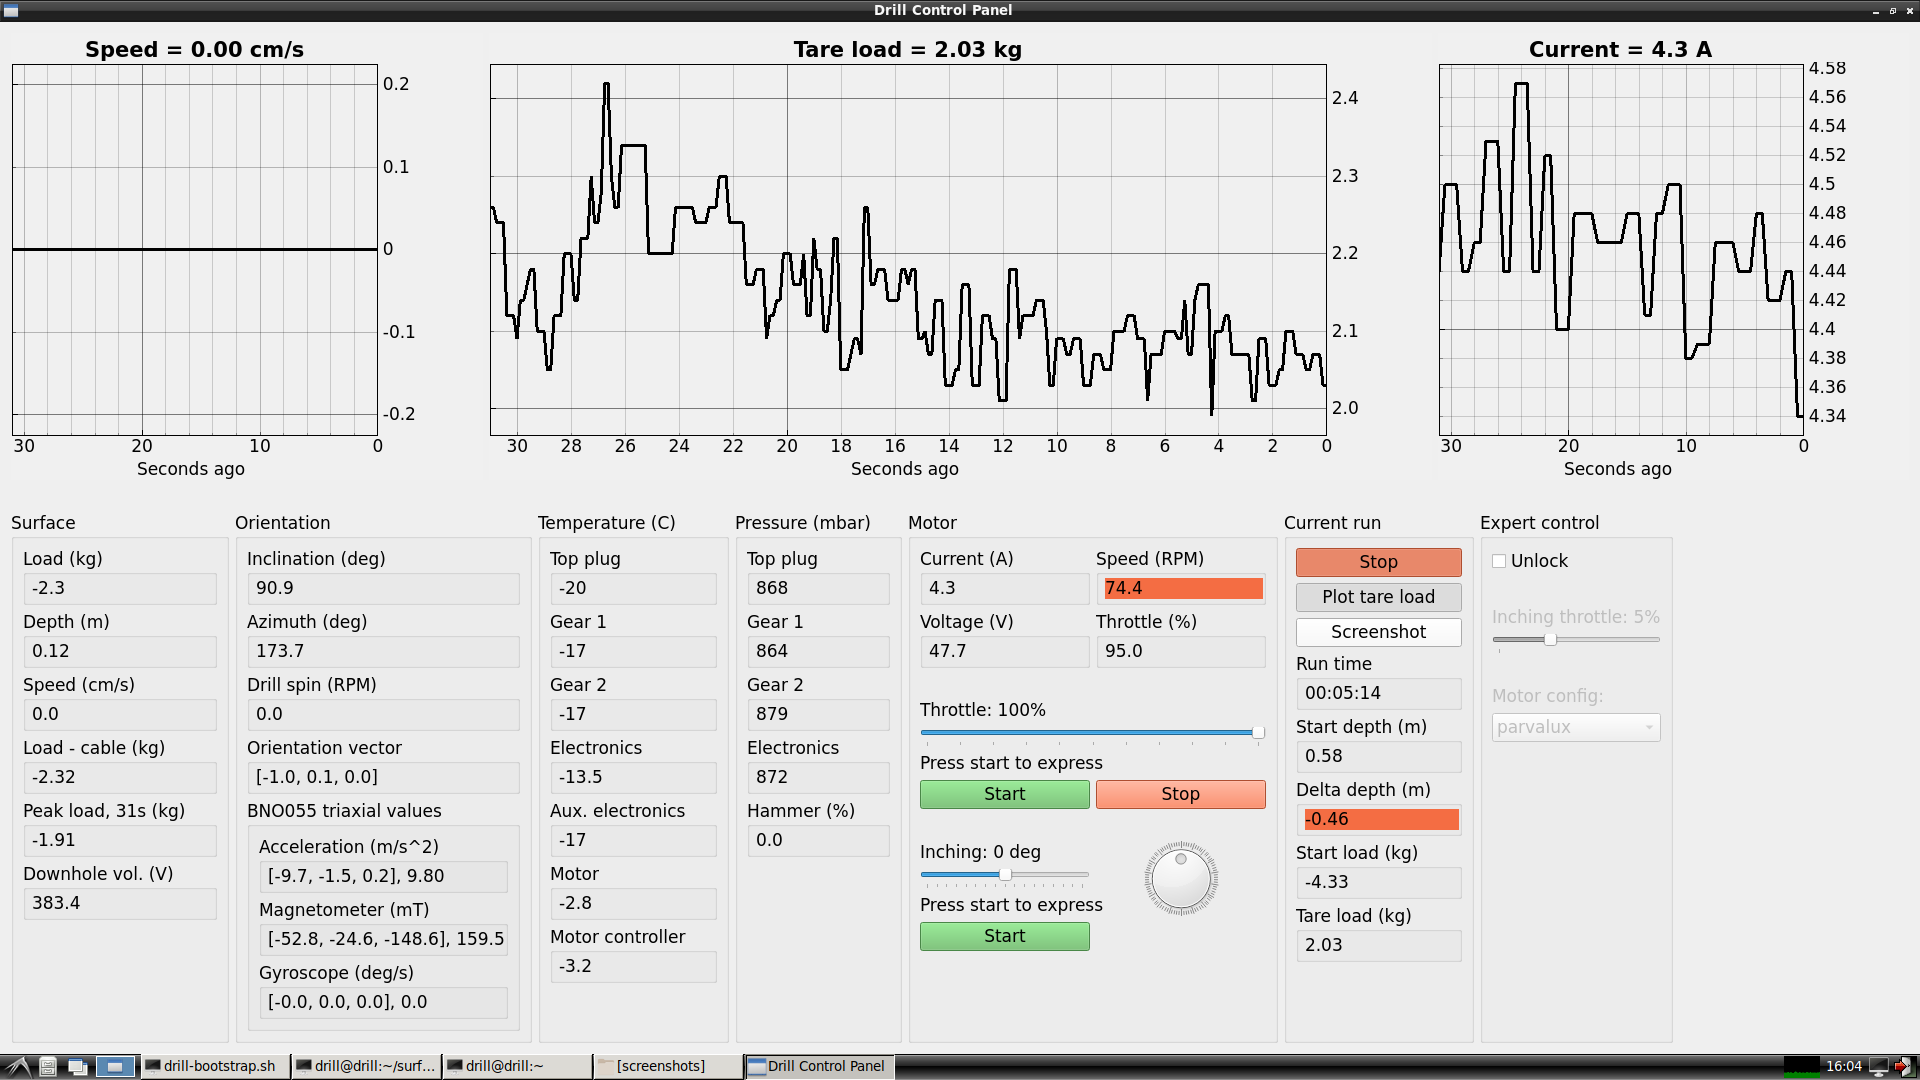 Drill Control Panel
Speed = 0.00 cm/s
0.2
0.1
0
-0.1
-0.2
30 20 10 0
Seconds ago
Tare load = 2.03 kg
2.4
2.3
2.2
2.1
2.0
30 28 26 24 22 20 18 16 14 12 10 8 6 4 2 0
Seconds ago
Current = 4.3 A
4.58
4.56
4.54
4.52
4.5
4.48
4.46
4.44
4.42
4.4
4.38
4.36
4.34
30 20 10 0
Seconds ago
Surface
Load (kg)
-2.3
Depth (m)
0.12
Speed (cm/s)
0.0
Load - cable (kg)
-2.32
Peak load, 31s (kg)
-1.91
Downhole vol. (V)
383.4
Orientation
Inclination (deg)
90.9
Azimuth (deg)
173.7
Drill spin (RPM)
0.0
Orientation vector
[-1.0, 0.1, 0.0]
BNO055 triaxial values
Acceleration (m/s^2)
[-9.7, -1.5, 0.2], 9.80
Magnetometer (mT)
[-52.8, -24.6, -148.6], 159.5
Gyroscope (deg/s)
[-0.0, 0.0, 0.0], 0.0
Temperature (C)
Top plug
-20
Gear 1
-17
Gear 2
-17
Electronics
-13.5
Aux. electronics
-17
Motor
-2.8
Motor controller
-3.2
Pressure (mbar)
Top plug
868
Gear 1
864
Gear 2
879
Electronics
872
Hammer (%)
0.0
Motor
Current (A) Speed (RPM)
4.3 74.4
Voltage (V) Throttle (%)
47.7 95.0
Throttle: 100%
Press start to express
Start Stop
Inching: 0 deg
Press start to express
Start
Current run
Stop
Plot tare load
Screenshot
Run time
00:05:14
Start depth (m)
0.58
Delta depth (m)
-0.46
Start load (kg)
-4.33
Tare load (kg)
2.03
Expert control
Unlock
Inching throttle: 5%
Motor config:
parvalux
drill-bootstrap.sh drill@drill:~/surf... drill@drill:~ [screenshots] Drill Control Panel 16:04